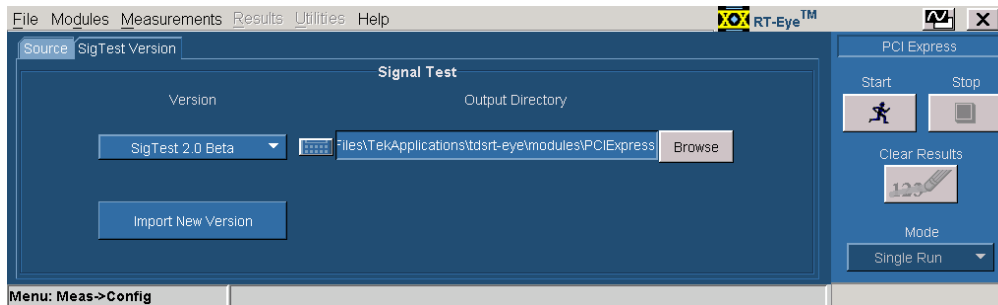 File Modules Measurements Results Utilities Help RT-Eye™
Source SigTest Version
PCI Express
Signal Test
Start Stop
Version Output Directory
SigTest 2.0 Beta Files\TekApplications\tdsrt-eye\modules\PCIExpress Browse
Clear Results
123
Import New Version
Mode
Single Run
Menu: Meas->Config